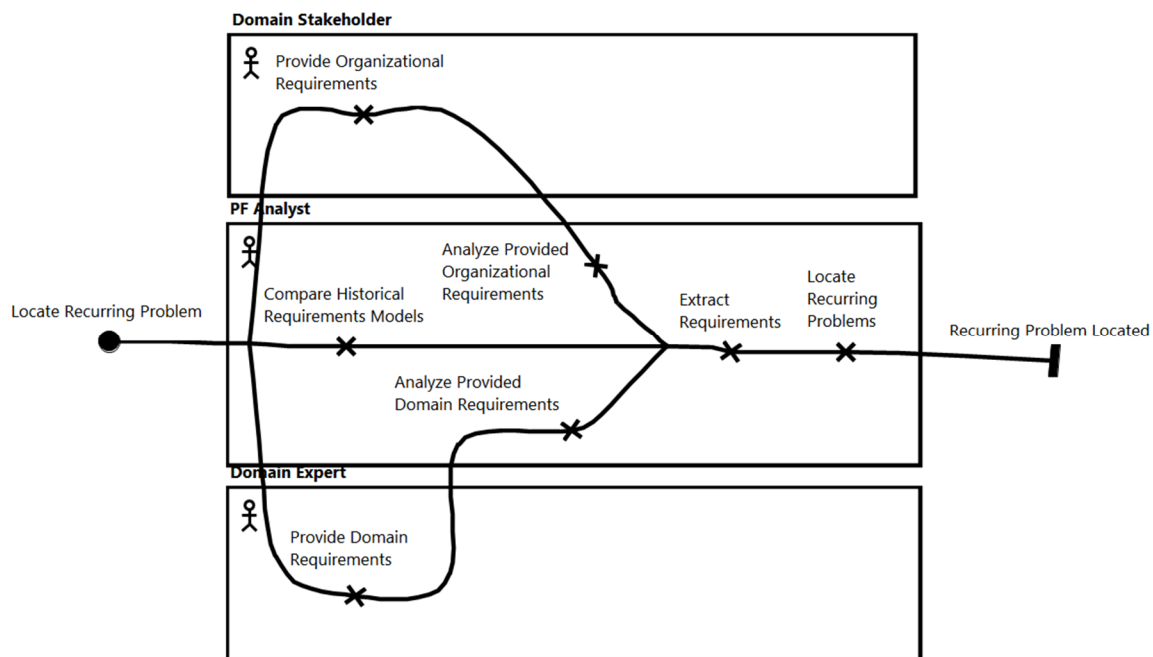 Domain Stakeholder
Provide Organizational
Requirements
PF Analyst
Analyze Provided
Organizational
Requirements
Locate
Recurring
Problems
Compare Historical
Requirements Models
Extract
Requirements
Locate Recurring Problem
Recurring Problem Located
Analyze Provided
Domain Requirements
Domain Expert
Provide Domain
Requirements